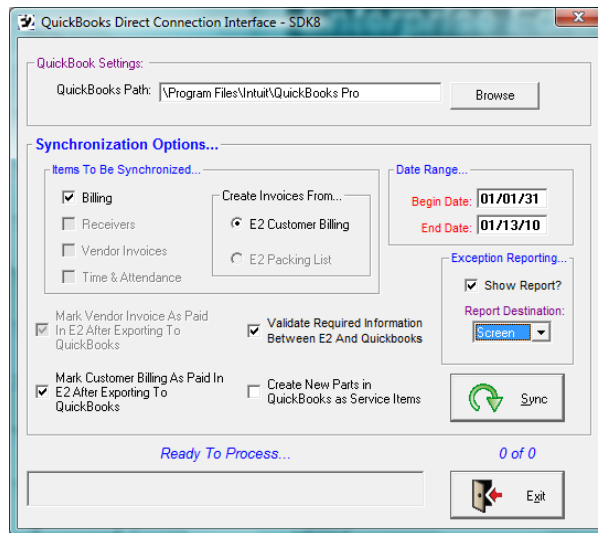 QuickBooks Direct Connection Interface - SDK8
QuickBook Settings:
QuickBooks Path: \Program Files\Intuit\QuickBooks Pro
Browse
Synchronization Options...
Items To Be Synchronized...
Billing
Receivers
Vendor Invoices
Time & Attendance
Create Invoices From...
E2 Customer Billing
E2 Packing List
Date Range...
Begin Date: 01/01/31
End Date: 01/13/10
Exception Reporting...
Show Report?
Report Destination:
Screen
Mark Vendor Invoice As Paid
In E2 After Exporting To
QuickBooks
Validate Required Information
Between E2 And Quickbooks
Mark Customer Billing As Paid In
E2 After Exporting To
QuickBooks
Create New Parts in
QuickBooks as Service Items
Sync
Ready To Process...
0 of 0
Exit